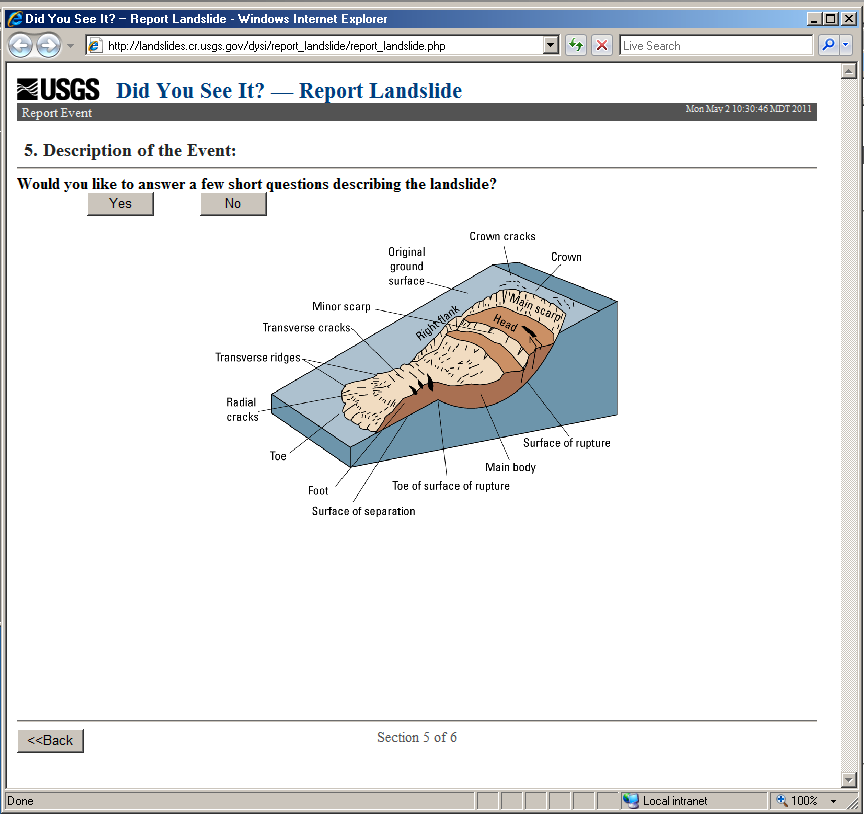 Did You See It? – Report Landslide - Windows Internet Explorer
http://landslides.cr.usgs.gov/dysi/report_landslide/report_landslide.php
Live Search
USGS Did You See It? — Report Landslide
Report Event
Mon May 2 10:30:46 MDT 2011
5. Description of the Event:
Would you like to answer a few short questions describing the landslide?
Yes No
Crown cracks
Original
ground
surface
Crown
Minor scarp
Main scarp
Right flank
Head
Transverse cracks
Transverse ridges
Radial
cracks
Toe
Surface of rupture
Main body
Foot
Toe of surface of rupture
Surface of separation
<<Back
Section 5 of 6
Done
Local intranet
100%